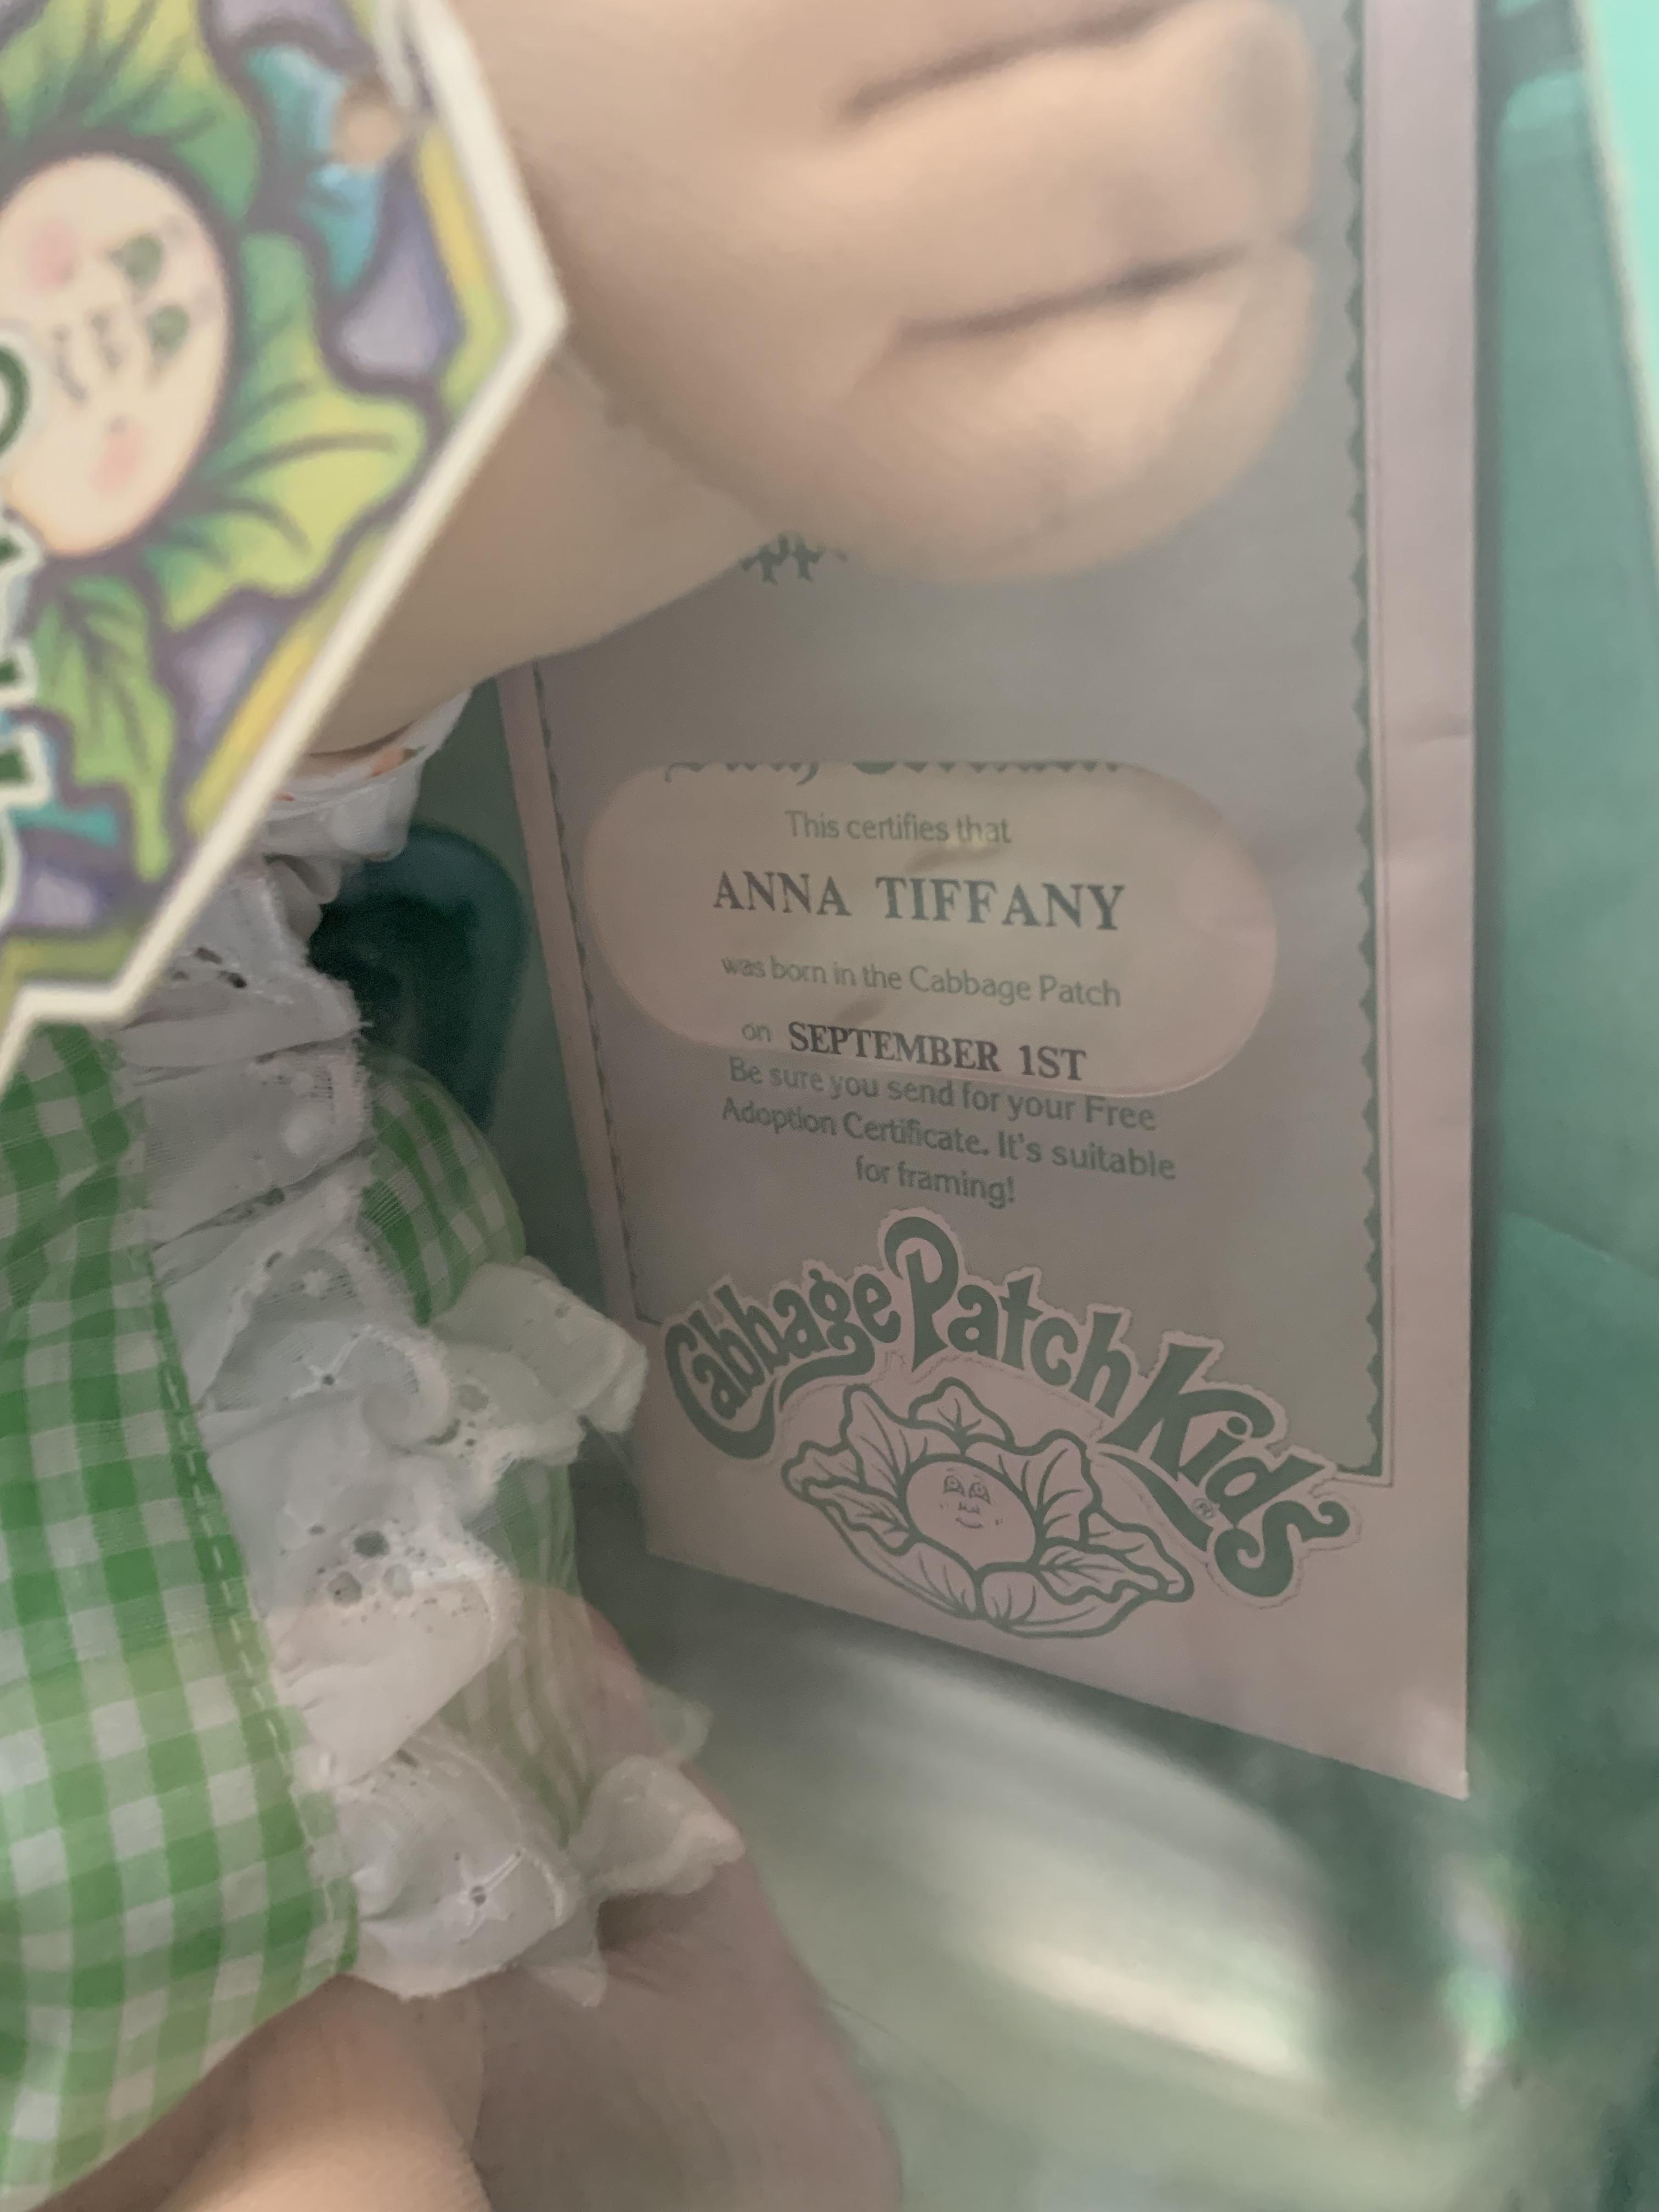 This certifies that
ANNA TIFFANY
was born in the Cabbage Patch
on SEPTEMBER 1ST
Be sure you send for your Free
Adoption Certificate. It's suitable
for framing!
Cabbage Patch Kids
®